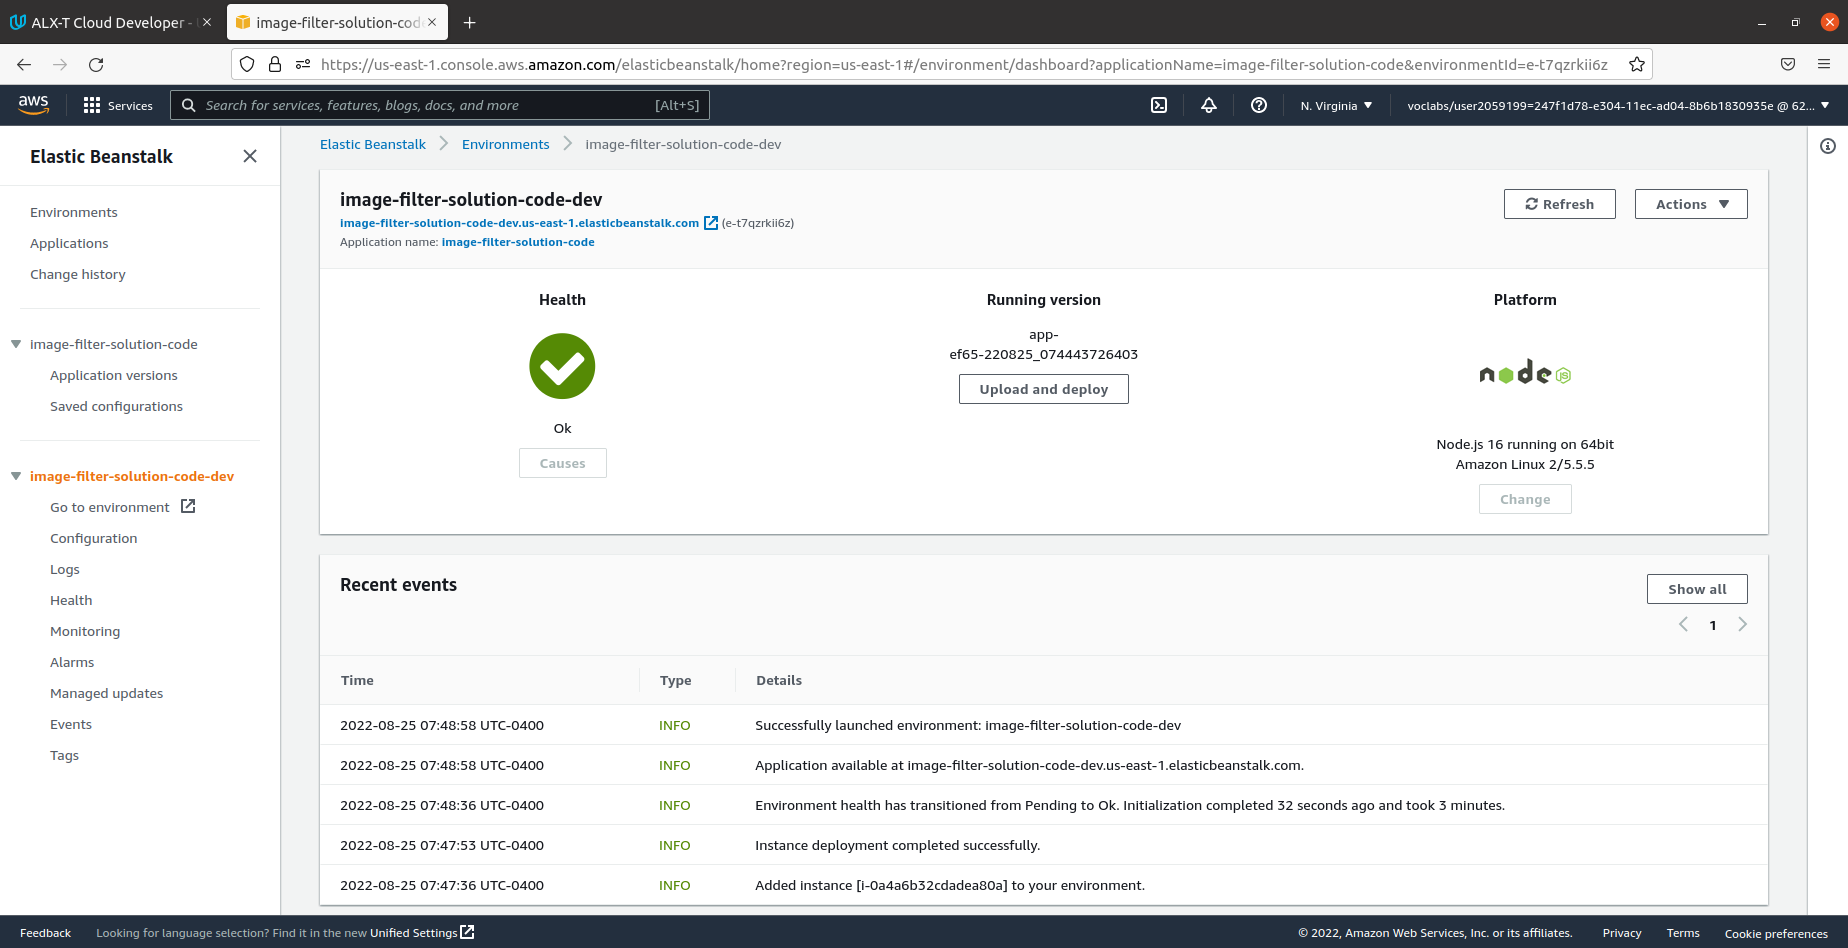 ALX-T Cloud Developer -
image-filter-solution-cod
https://us-east-1.console.aws.amazon.com/elasticbeanstalk/home?region=us-east-1#/environment/dashboard?applicationName=image-filter-solution-code&environmentId=e-t7qzrkii6z
aws
Services
Search for services, features, blogs, docs, and more
[Alt+S]
N. Virginia
voclabs/user2059199=247f1d78-e304-11ec-ad04-8b6b1830935e @ 62...
Elastic Beanstalk
Environments
Applications
Change history
image-filter-solution-code
Application versions
Saved configurations
image-filter-solution-code-dev
Go to environment
Configuration
Logs
Health
Monitoring
Alarms
Managed updates
Events
Tags
Elastic Beanstalk
Environments
image-filter-solution-code-dev
image-filter-solution-code-dev
image-filter-solution-code-dev.us-east-1.elasticbeanstalk.com (e-t7qzrkii6z)
Application name: image-filter-solution-code
Refresh
Actions
Health
Ok
Causes
Running version
app-
ef65-220825_074443726403
Upload and deploy
Platform
node JS
Node.js 16 running on 64bit
Amazon Linux 2/5.5.5
Change
Recent events
Show all
1
Time Type Details
2022-08-25 07:48:58 UTC-0400 INFO Successfully launched environment: image-filter-solution-code-dev
2022-08-25 07:48:58 UTC-0400 INFO Application available at image-filter-solution-code-dev.us-east-1.elasticbeanstalk.com.
2022-08-25 07:48:36 UTC-0400 INFO Environment health has transitioned from Pending to Ok. Initialization completed 32 seconds ago and took 3 minutes.
2022-08-25 07:47:53 UTC-0400 INFO Instance deployment completed successfully.
2022-08-25 07:47:36 UTC-0400 INFO Added instance [i-0a4a6b32cdadea80a] to your environment.
Feedback
Looking for language selection? Find it in the new Unified Settings
© 2022, Amazon Web Services, Inc. or its affiliates.
Privacy
Terms
Cookie preferences